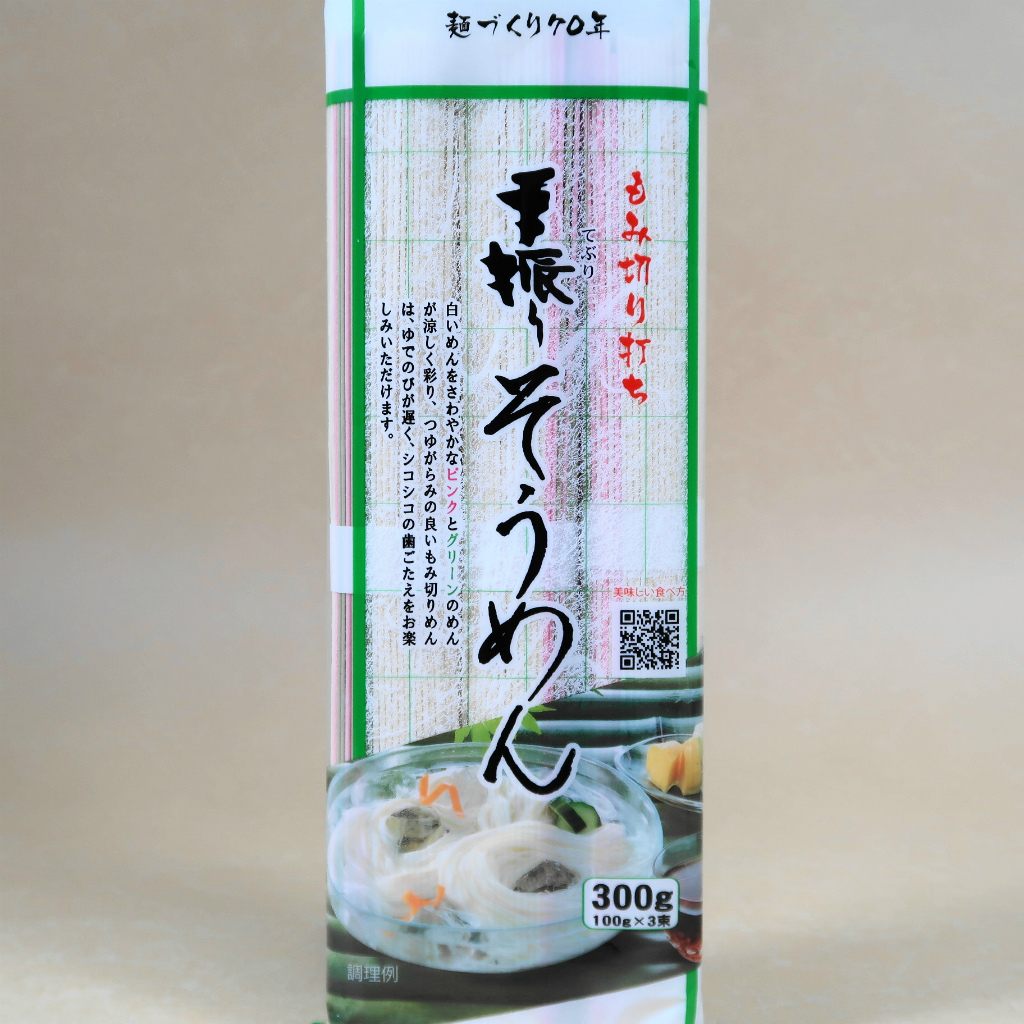 麺づくり70年
もみ切り打ち
てぶり
手振りそうめん
白いめんをさわやかなピンクとグリーンのめん
が涼しく彩り、つゆがらみの良いもみ切りめん
は、ゆでのびが遅く、シコシコの歯ごたえをお楽
しみいただけます。
美味しい食べ方
300g
100g×3束
調理例